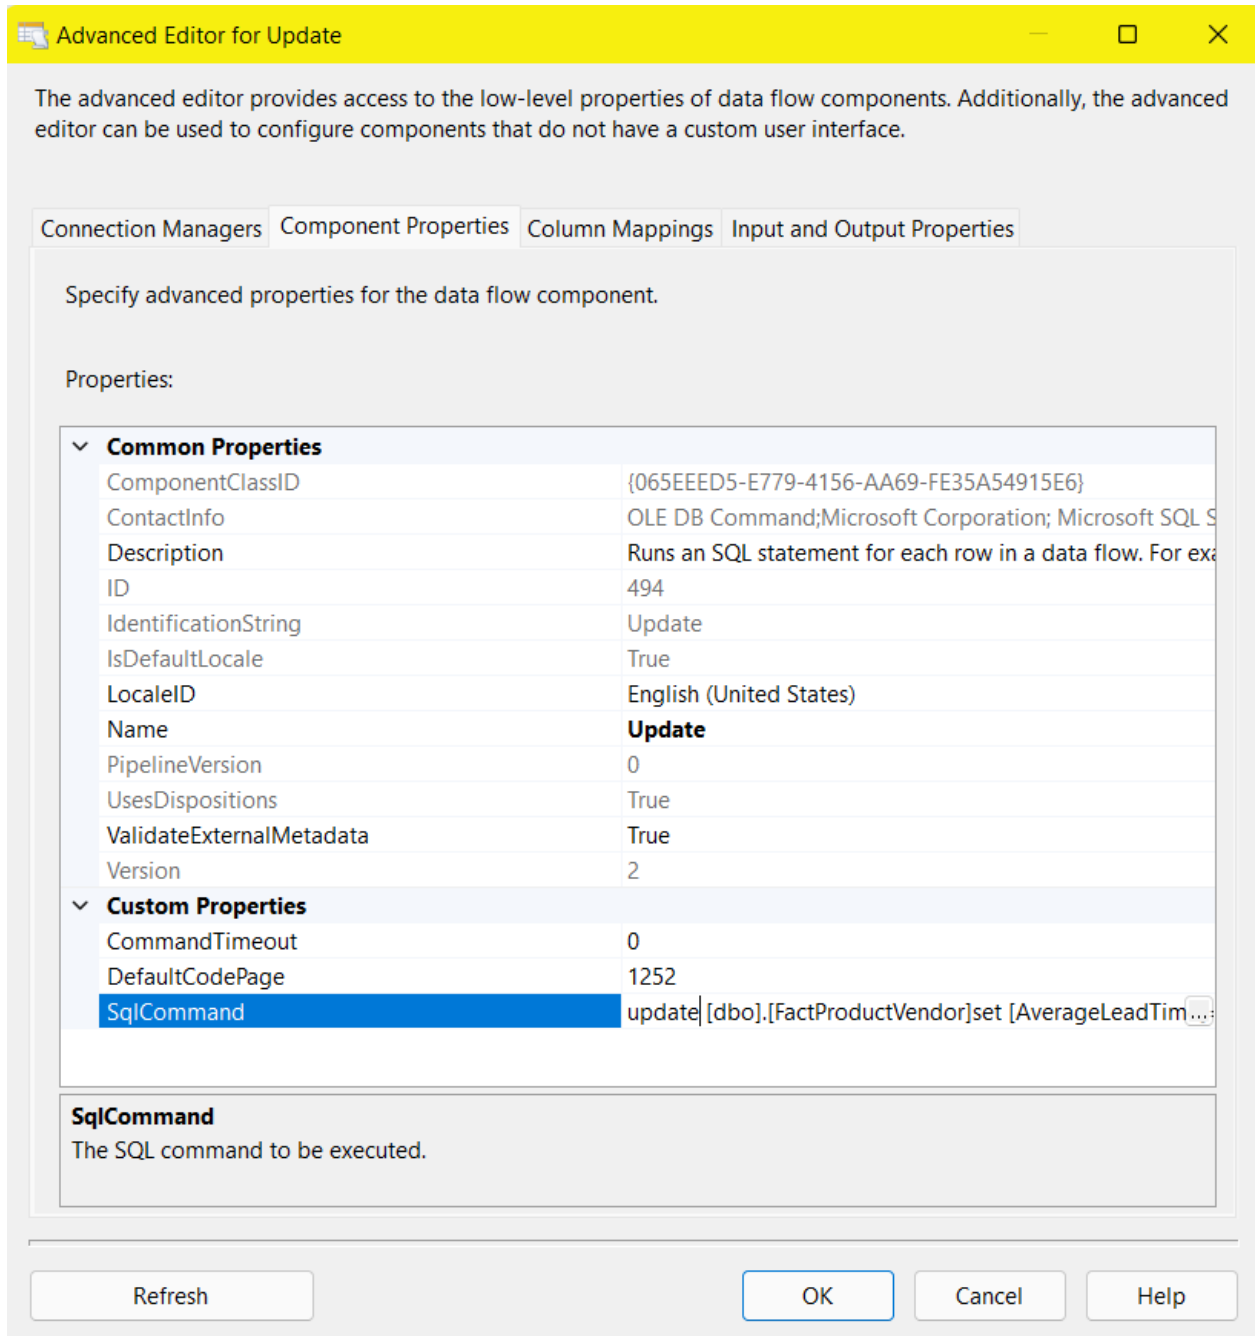 Advanced Editor for Update
The advanced editor provides access to the low-level properties of data flow components. Additionally, the advanced
editor can be used to configure components that do not have a custom user interface.
Connection Managers Component Properties Column Mappings Input and Output Properties
Specify advanced properties for the data flow component.
Properties:
Common Properties
ComponentClassID {065EEED5-E779-4156-AA69-FE35A54915E6}
ContactInfo OLE DB Command;Microsoft Corporation; Microsoft SQL S
Description Runs an SQL statement for each row in a data flow. For exa
ID 494
IdentificationString Update
IsDefaultLocale True
LocaleID English (United States)
Name Update
PipelineVersion 0
UsesDispositions True
ValidateExternalMetadata True
Version 2
Custom Properties
CommandTimeout 0
DefaultCodePage 1252
SqlCommand update [dbo].[FactProductVendor]set [AverageLeadTim ...
SqlCommand
The SQL command to be executed.
Refresh OK Cancel Help